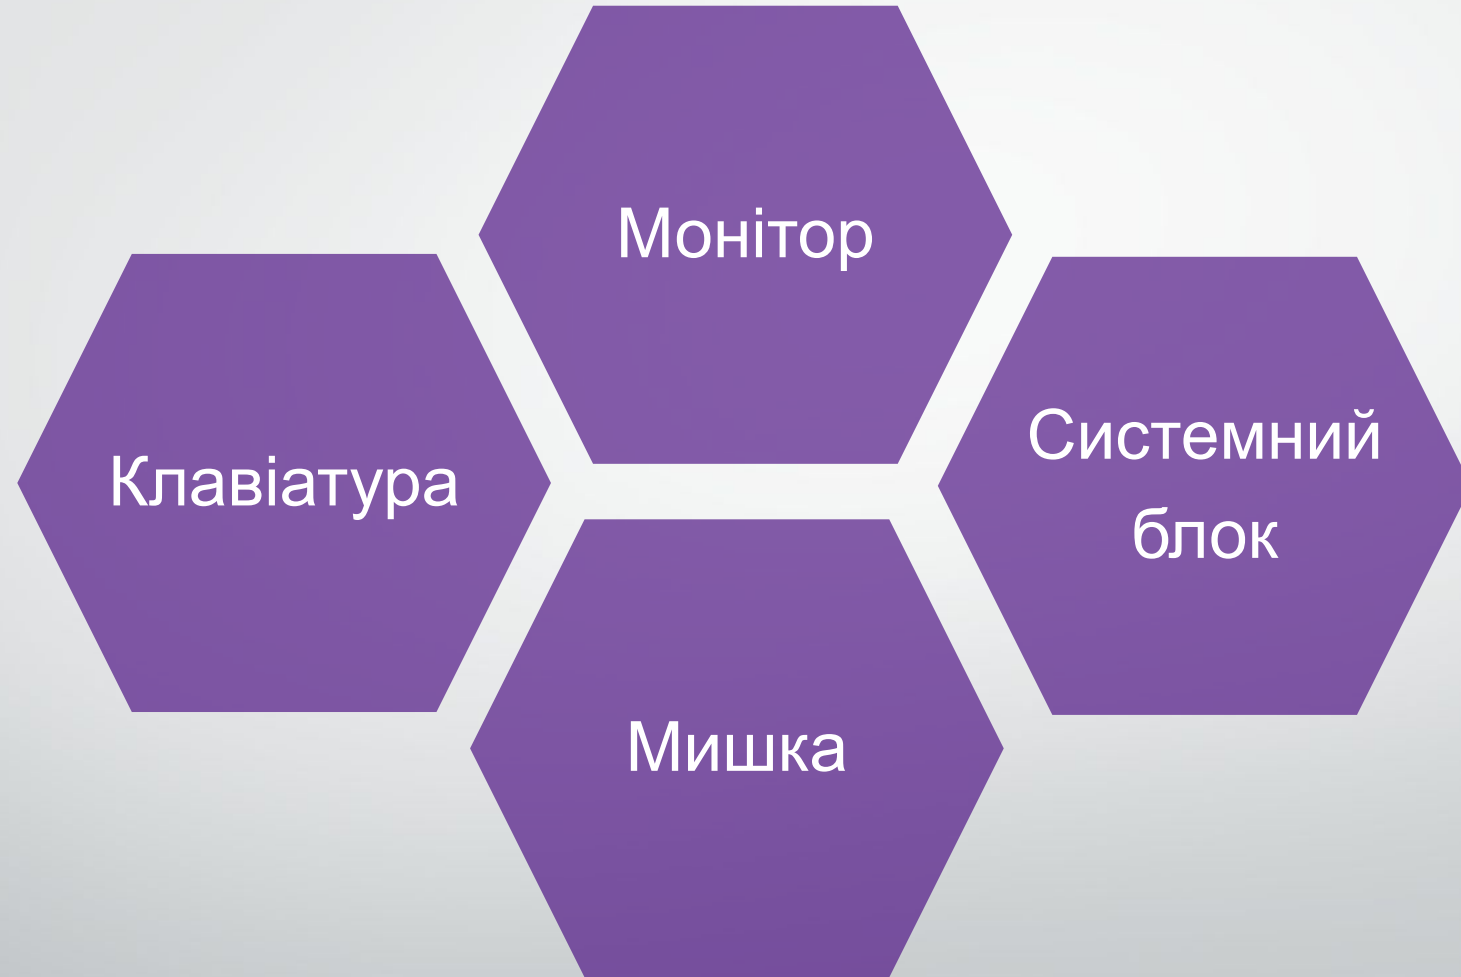 Монітор
Клавіатура
Системний
блок
Мишка